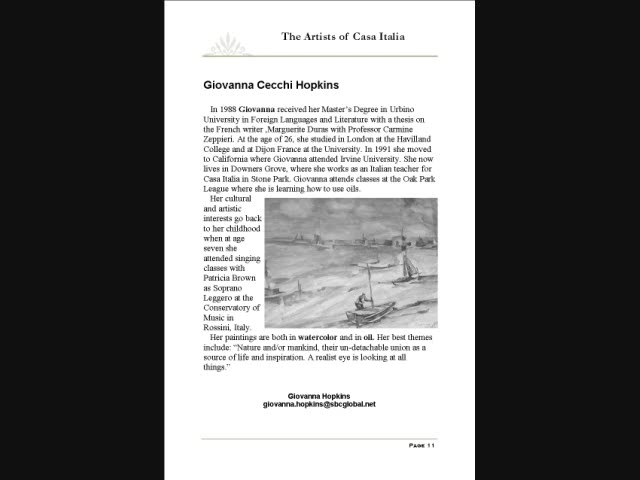 The Artists of Casa Italia
Giovanna Cecchi Hopkins
In 1988 Giovanna received her Master's Degree in Urbino
University in Foreign Languages and Literature with a thesis on
the French writer ,Marguerite Duras with Professor Carmine
Zeppieri. At the age of 26, she studied in London at the Havilland
College and at Dijon France at the University. In 1991 she moved
to California where Giovanna attended Irvine University. She now
lives in Downers Grove, where she works as an Italian teacher for
Casa Italia in Stone Park. Giovanna attends classes at the Oak Park
League where she is learning how to use oils.
Her cultural
and artistic
interests go back
to her childhood
when at age
seven she
attended singing
classes with
Patricia Brown
as Soprano
Leggero at the
Conservatory of
Music in
Rossini, Italy.
Her paintings are both in watercolor and in oil. Her best themes
include: “Nature and/or mankind, their un-detachable union as a
source of life and inspiration. A realist eye is looking at all
things.”
Giovanna Hopkins
giovanna.hopkins@sbcglobal.net
Page 11